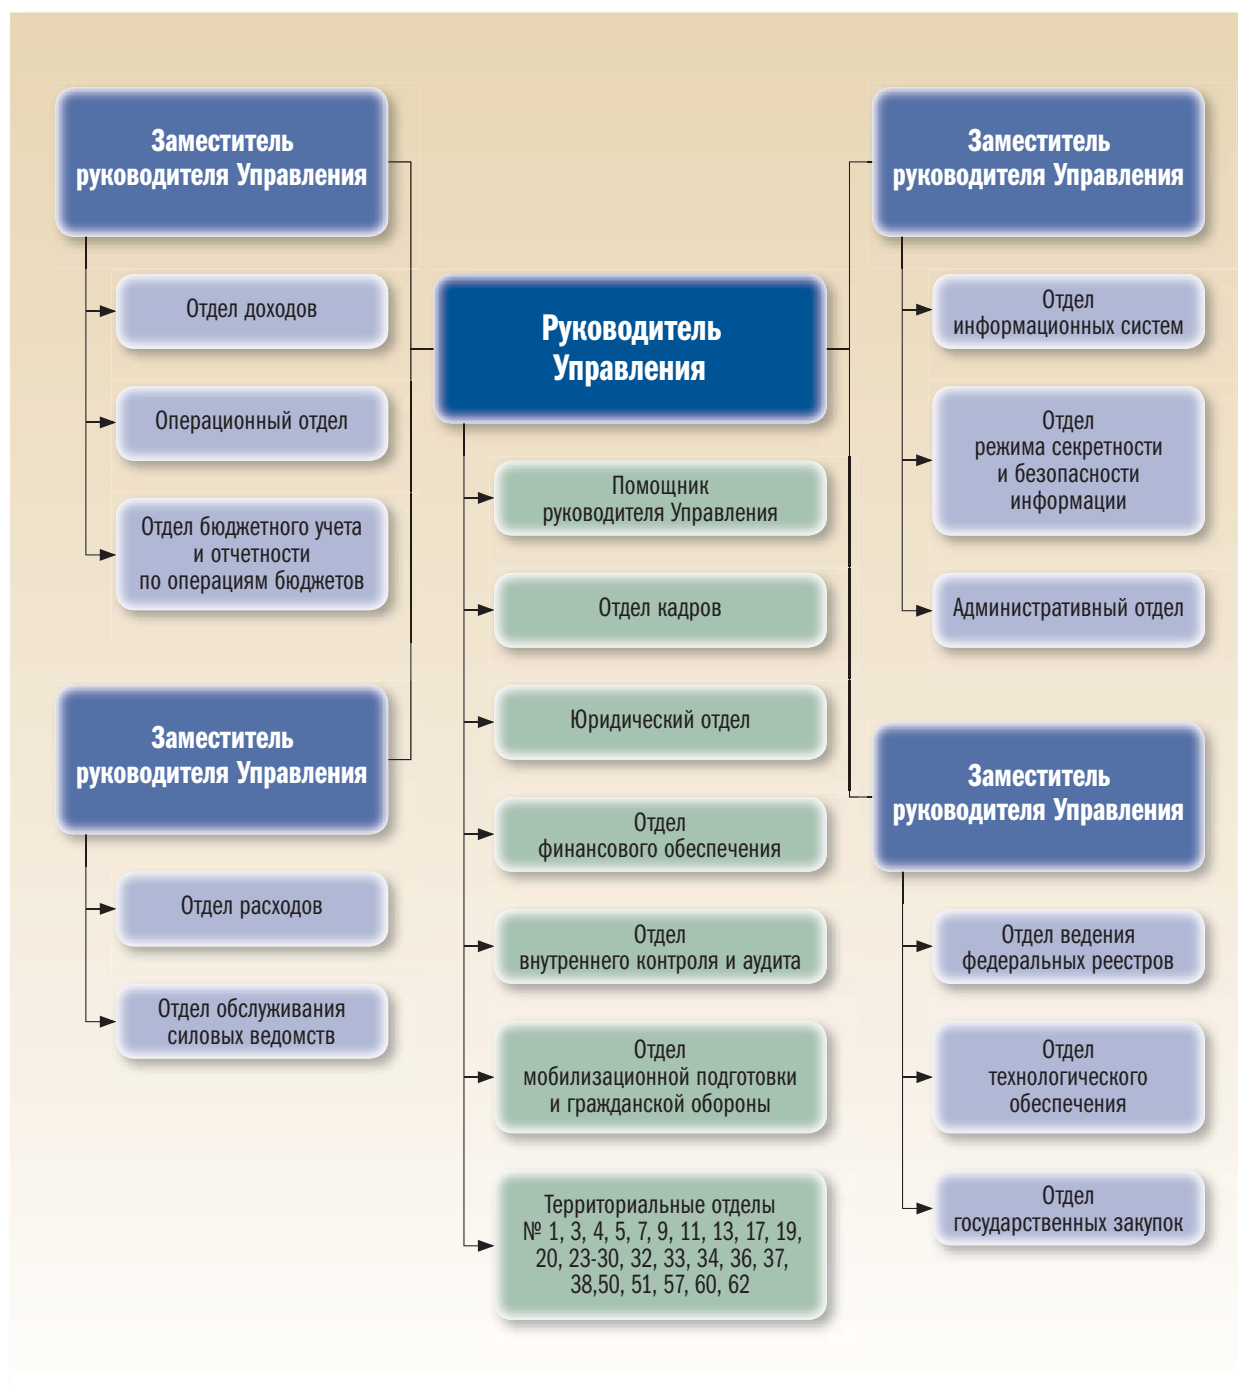 Заместитель
руководителя Управления
Отдел доходов
Операционный отдел
Отдел бюджетного учета
и отчетности
по операциям бюджетов
Заместитель
руководителя Управления
Отдел расходов
Отдел обслуживания
силовых ведомств
Руководитель
Управления
Помощник
руководителя Управления
Отдел кадров
Юридический отдел
Отдел
финансового обеспечения
Отдел
внутреннего контроля и аудита
Отдел
мобилизационной подготовки
и гражданской обороны
Территориальные отделы
№ 1, 3, 4, 5, 7, 9, 11, 13, 17, 19,
20, 23-30, 32, 33, 34, 36, 37,
38,50, 51, 57, 60, 62
Заместитель
руководителя Управления
Отдел
информационных систем
Отдел
режима секретности
и безопасности
информации
Административный отдел
Заместитель
руководителя Управления
Отдел ведения
федеральных реестров
Отдел
технологического
обеспечения
Отдел
государственных закупок